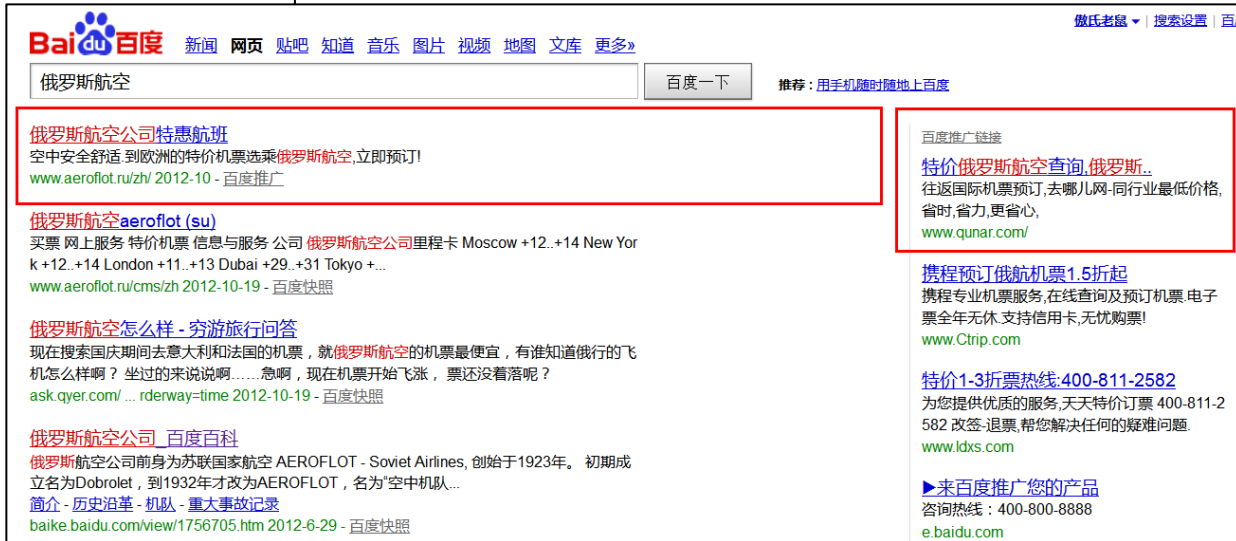 傲氏老鼠 ▼ | 搜索设置 | 百
Bai du 百度 新闻 网页 贴吧 知道 音乐 图片 视频 地图 文库 更多»
俄罗斯航空 百度一下 推荐：用手机随时随地上百度
俄罗斯航空公司特惠航班
空中安全舒适.到欧洲的特价机票选乘俄罗斯航空,立即预订!
www.aeroflot.ru/zh/ 2012-10 - 百度推广
俄罗斯航空aeroflot (su)
买票 网上服务 特价机票 信息与服务 公司 俄罗斯航空公司里程卡 Moscow +12..+14 New Yor
k +12..+14 London +11..+13 Dubai +29..+31 Tokyo +...
www.aeroflot.ru/cms/zh 2012-10-19 - 百度快照
俄罗斯航空怎么样 - 穷游旅行问答
现在搜索国庆期间去意大利和法国的机票，就俄罗斯航空的机票最便宜，有谁知道俄行的飞
机怎么样啊？ 坐过的来说说啊……急啊，现在机票开始飞涨， 票还没着落呢？
ask.qyer.com/ ... rderway=time 2012-10-19 - 百度快照
俄罗斯航空公司_百度百科
俄罗斯航空公司前身为苏联国家航空 AEROFLOT - Soviet Airlines, 创始于1923年。 初期成
立名为Dobrolet，到1932年才改为AEROFLOT，名为"空中机队...
简介 - 历史沿革 - 机队 - 重大事故记录
baike.baidu.com/view/1756705.htm 2012-6-29 - 百度快照
百度推广链接
特价俄罗斯航空查询,俄罗斯..
往返国际机票预订,去哪儿网-同行业最低价格,
省时,省力,更省心,
www.qunar.com/
携程预订俄航机票1.5折起
携程专业机票服务,在线查询及预订机票.电子
票全年无休.支持信用卡,无忧购票!
www.Ctrip.com
特价1-3折票热线:400-811-2582
为您提供优质的服务,天天特价订票 400-811-2
582 改签-退票,帮您解决任何的疑难问题.
www.ldxs.com
▶来百度推广您的产品
咨询热线：400-800-8888
e.baidu.com